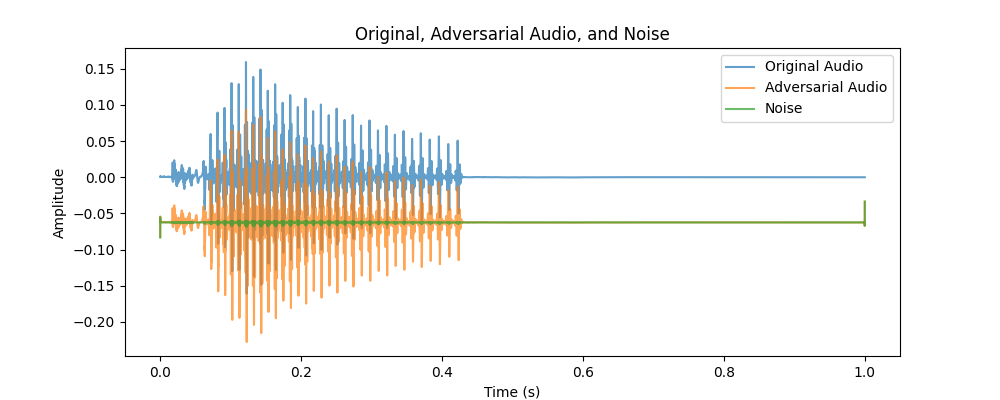 Original, Adversarial Audio, and Noise
Original Audio
Adversarial Audio
Noise
Amplitude
0.15
0.10
0.05
0.00
−0.05
−0.10
−0.15
−0.20
0.0 0.2 0.4 0.6 0.8 1.0
Time (s)